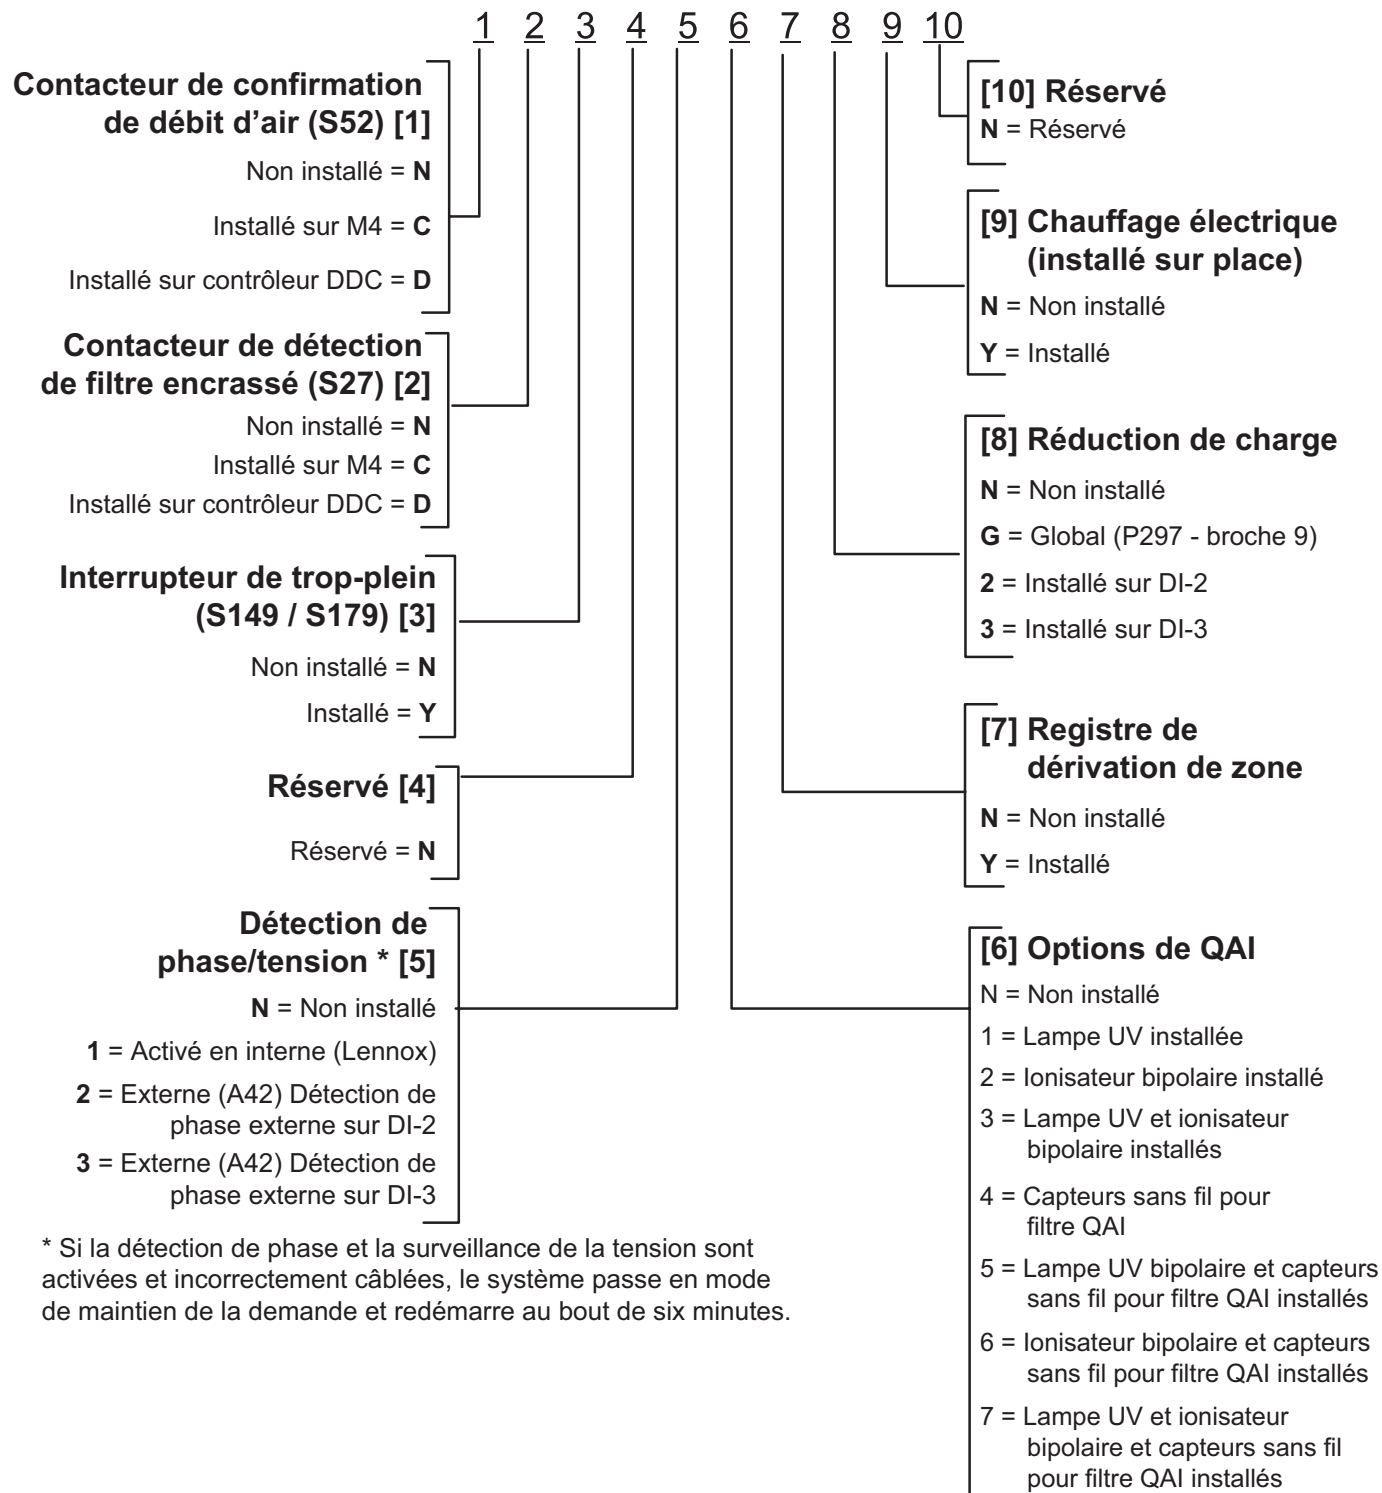 1 2 3 4 5 6 7 8 9 10
Contacteur de confirmation
de débit d'air (S52) [1]
Non installé = N
Installé sur M4 = C
Installé sur contrôleur DDC = D
Contacteur de détection
de filtre encrassé (S27) [2]
Non installé = N
Installé sur M4 = C
Installé sur contrôleur DDC = D
Interrupteur de trop-plein
(S149 / S179) [3]
Non installé = N
Installé = Y
Réservé [4]
Réservé = N
Détection de
phase/tension * [5]
N = Non installé
1 = Activé en interne (Lennox)
2 = Externe (A42) Détection de
phase externe sur DI-2
3 = Externe (A42) Détection de
phase externe sur DI-3
* Si la détection de phase et la surveillance de la tension sont
activées et incorrectement câblées, le système passe en mode
de maintien de la demande et redémarre au bout de six minutes.
[10] Réservé
N = Réservé
[9] Chauffage électrique
(installé sur place)
N = Non installé
Y = Installé
[8] Réduction de charge
N = Non installé
G = Global (P297 - broche 9)
2 = Installé sur DI-2
3 = Installé sur DI-3
[7] Registre de
dérivation de zone
N = Non installé
Y = Installé
[6] Options de QAI
N = Non installé
1 = Lampe UV installée
2 = Ionisateur bipolaire installé
3 = Lampe UV et ionisateur
bipolaire installés
4 = Capteurs sans fil pour
filtre QAI
5 = Lampe UV bipolaire et capteurs
sans fil pour filtre QAI installés
6 = Ionisateur bipolaire et capteurs
sans fil pour filtre QAI installés
7 = Lampe UV et ionisateur
bipolaire et capteurs sans fil
pour filtre QAI installés